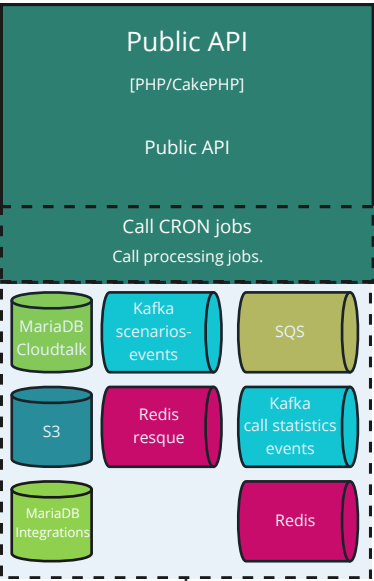 Public API
[PHP/CakePHP]
Public API
Call CRON jobs
Call processing jobs.
MariaDB
Cloudtalk
Kafka
scenarios-
events
SQS
S3
Redis
resque
Kafka
call statistics
events
MariaDB
Integrations
Redis